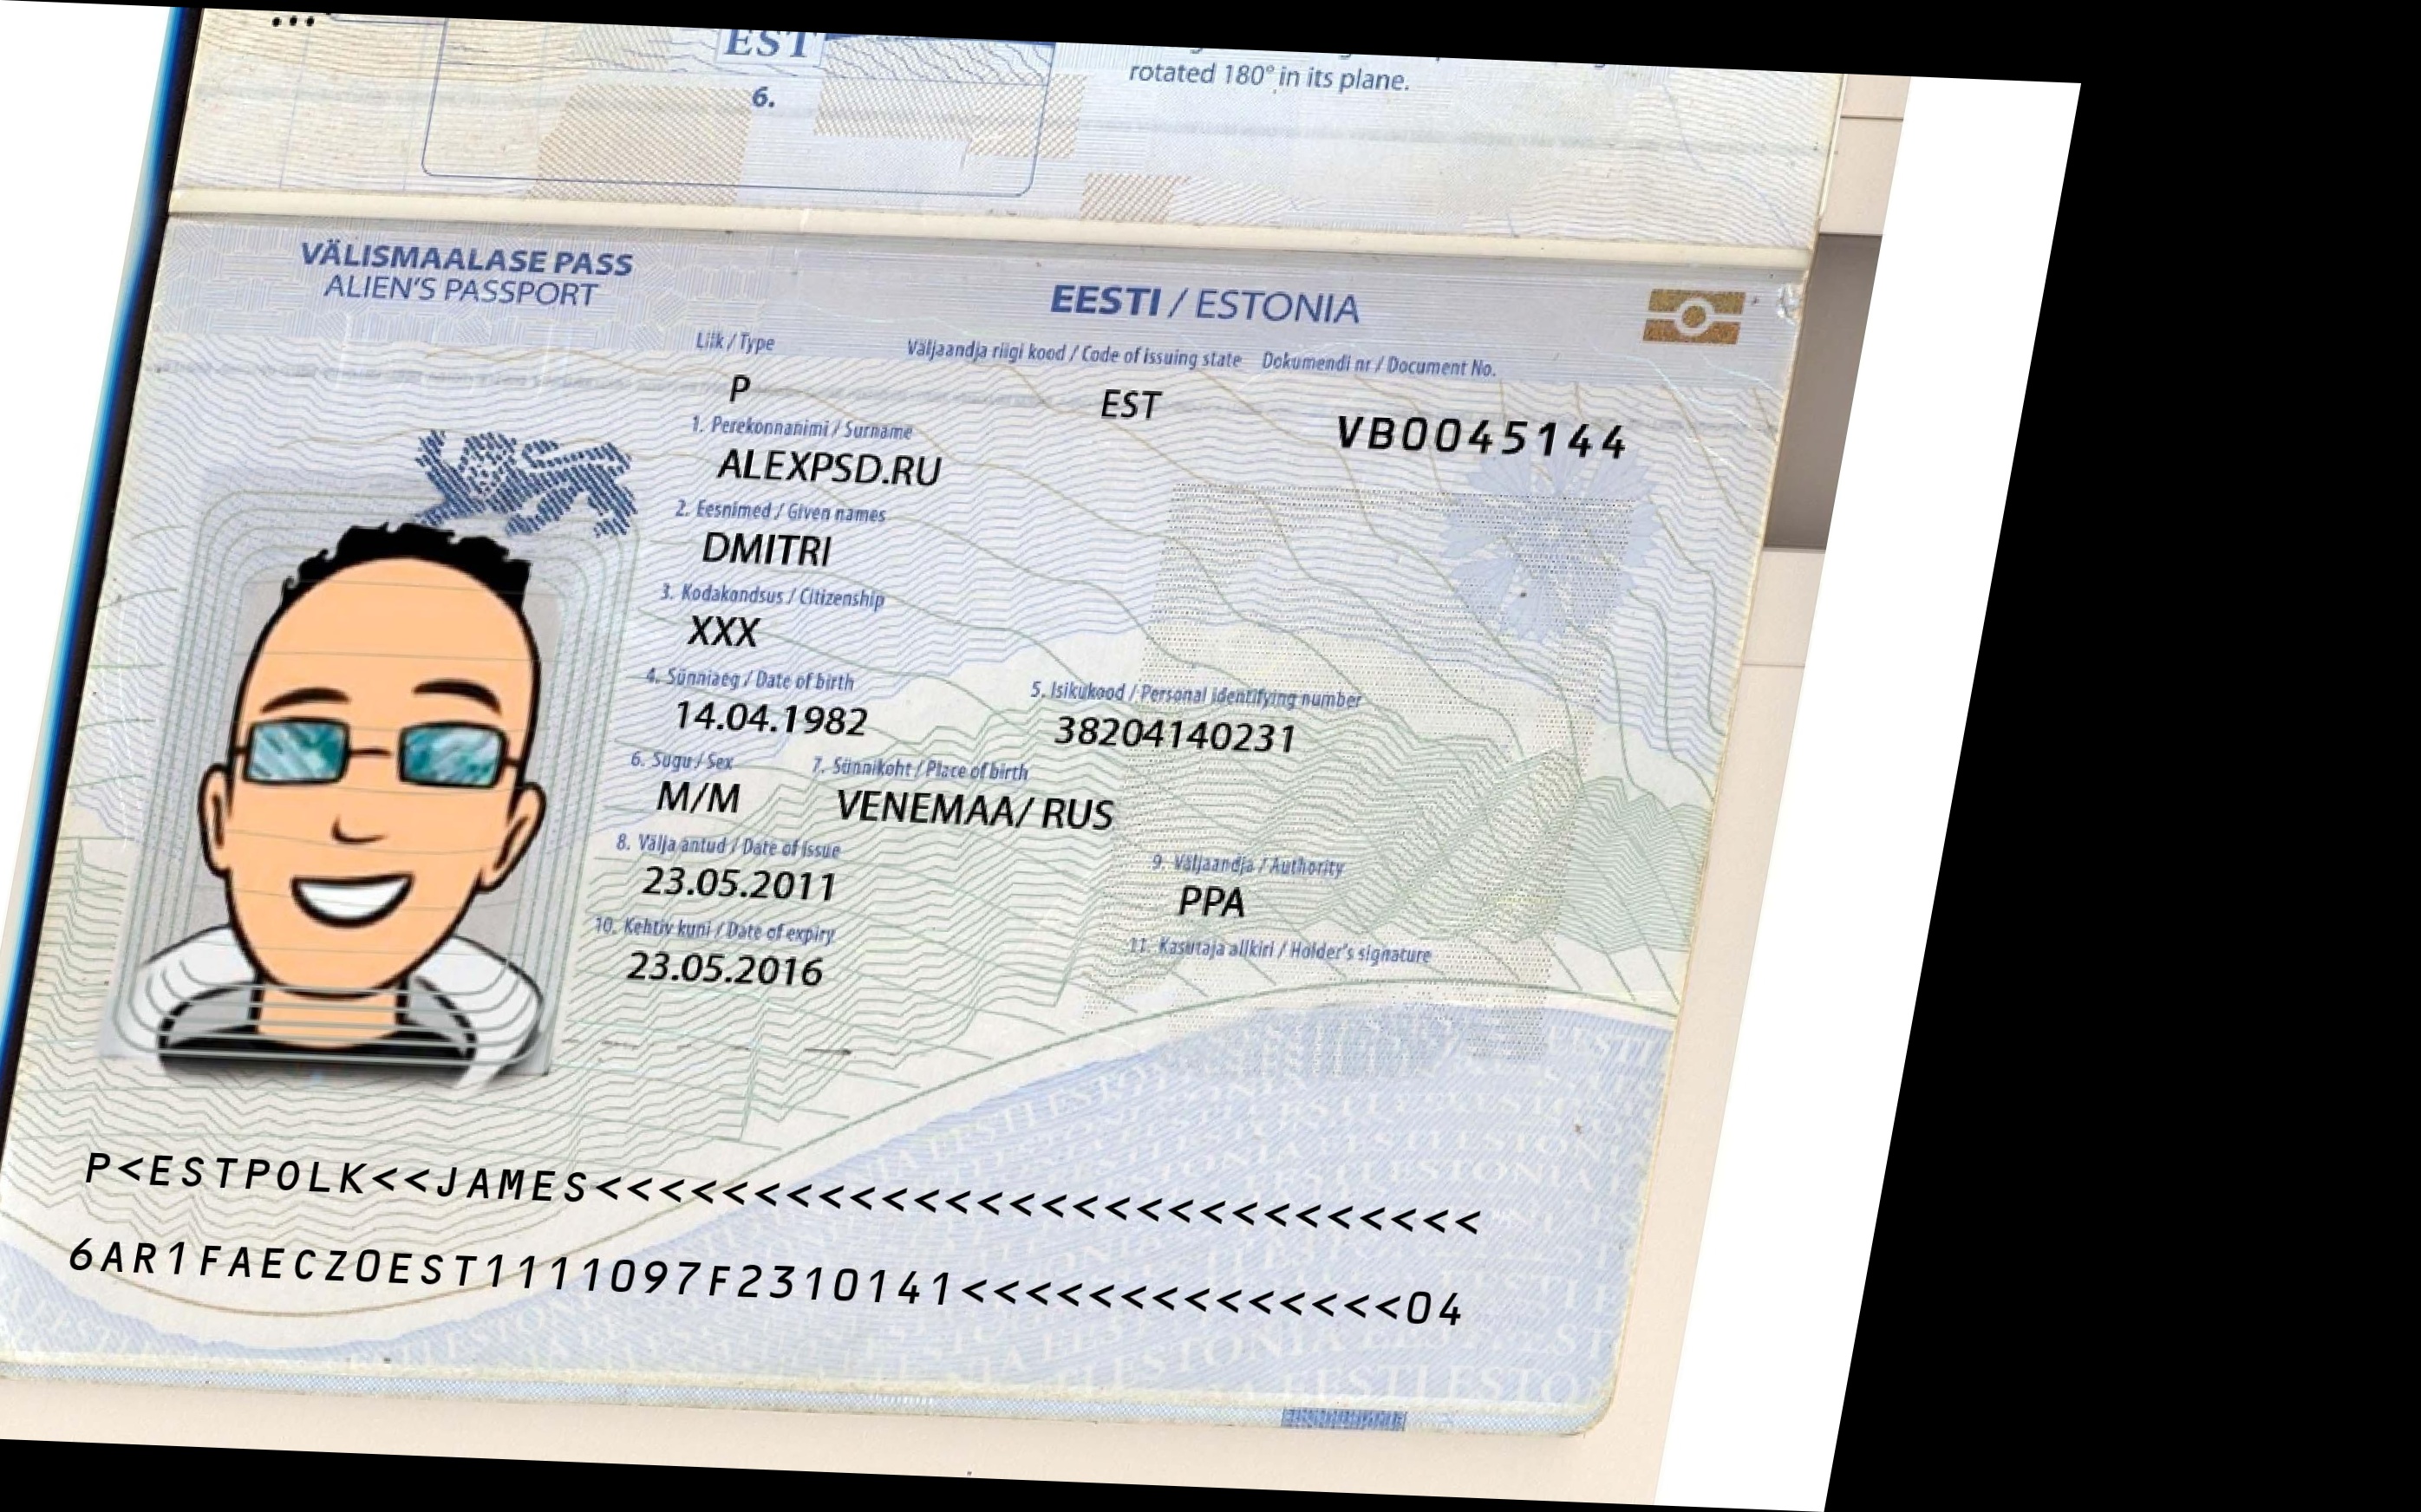 EST
6.
rotated 180° in its plane.
VÄLISMAALASE PASS
ALIEN'S PASSPORT
EESTI / ESTONIA
Liik / Type
Väljaandja riigi kood / Code of issuing state
Dokumendi nr / Document No.
P
EST
VB0045144
1. Perekonnanimi / Surname
ALEXPSD.RU
2. Eesnimed / Given names
DMITRI
3. Kodakondsus / Citizenship
XXX
4. Sünniaeg / Date of birth
5. Isikukood / Personal identifying number
14.04.1982
38204140231
6. Sugu / Sex
7. Sünnikoht / Place of birth
M/M
VENEMAA/ RUS
8. Välja antud / Date of issue
9. Väljaandja / Authority
23.05.2011
PPA
10. Kehtiv kuni / Date of expiry
11. Kasutaja allkiri / Holder's signature
23.05.2016
P<ESTPOLK<<JAMES<<<<<<<<<<<<<<<<<<<<<<<<<<<<
6AR1FAECZ0EST1111097F2310141<<<<<<<<<<<<<<04